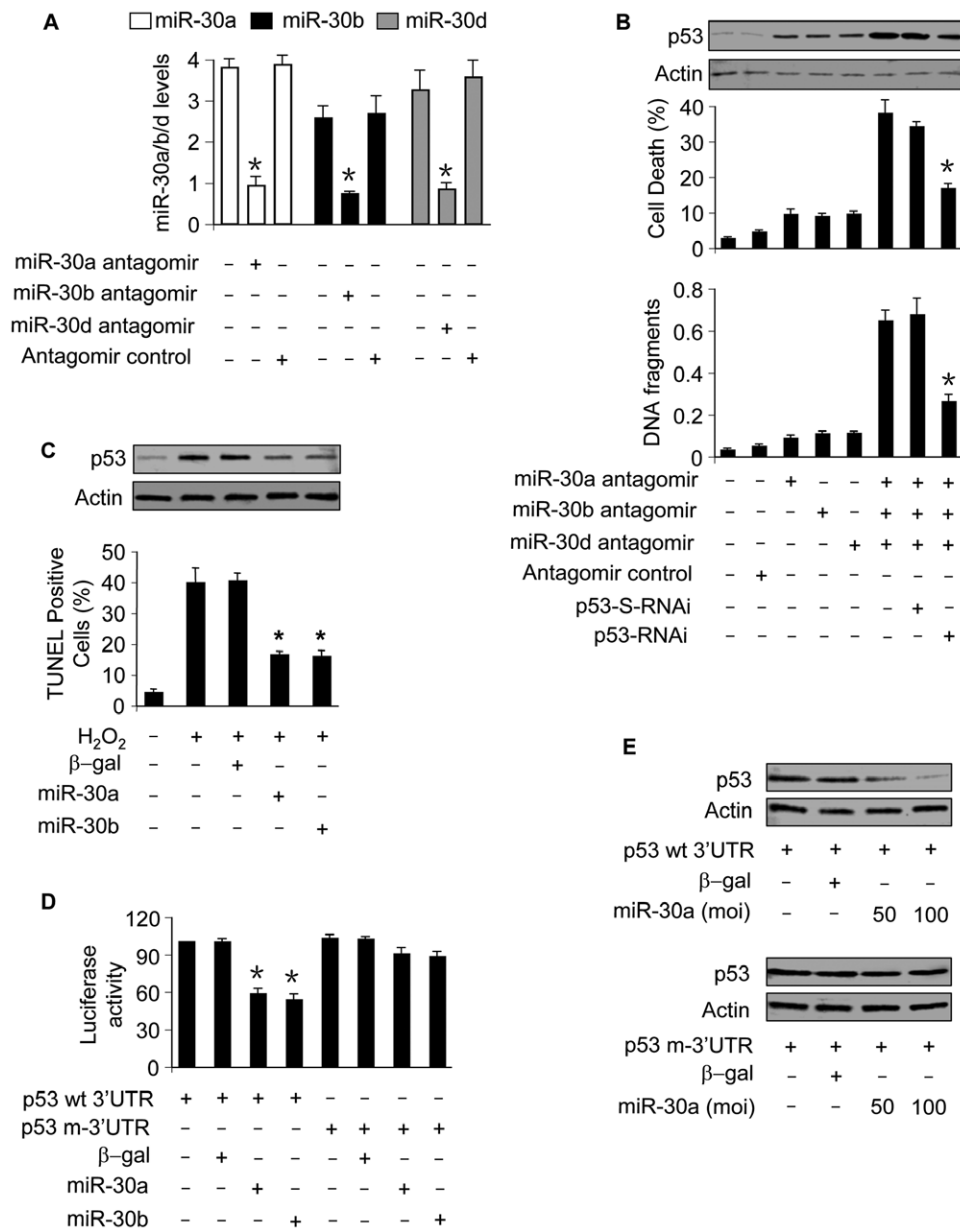 A
miR-30a miR-30b miR-30d
miR-30a/b/d levels
4
3
2
1
0
* * *
miR-30a antagomir – + – – – – – – –
miR-30b antagomir – – – – + – – – –
miR-30d antagomir – – – – – – – + –
Antagomir control – – + – – + – – +
B
p53
Actin
Cell Death (%)
40
30
20
10
0
*
DNA fragments
0.8
0.6
0.4
0.2
0
*
miR-30a antagomir – – + – – + + +
miR-30b antagomir – – – + – + + +
miR-30d antagomir – – – – + + + +
Antagomir control – + – – – – – –
p53-S-RNAi – – – – – – + –
p53-RNAi – – – – – – – +
C
p53
Actin
TUNEL Positive
Cells (%)
50
40
30
20
10
0
* *
H₂O₂ – + + + +
β–gal – – + – –
miR-30a – – – + –
miR-30b – – – – +
D
Luciferase
activity
120
90
60
30
0
* *
p53 wt 3'UTR + + + + – – – –
p53 m-3'UTR – – – – + + + +
β–gal – + – – – + – –
miR-30a – – + – – – + –
miR-30b – – – + – – – +
E
p53
Actin
p53 wt 3'UTR + + + +
β–gal – + – –
miR-30a (moi) – – 50 100
p53
Actin
p53 m-3'UTR + + + +
β–gal – + – –
miR-30a (moi) – – 50 100